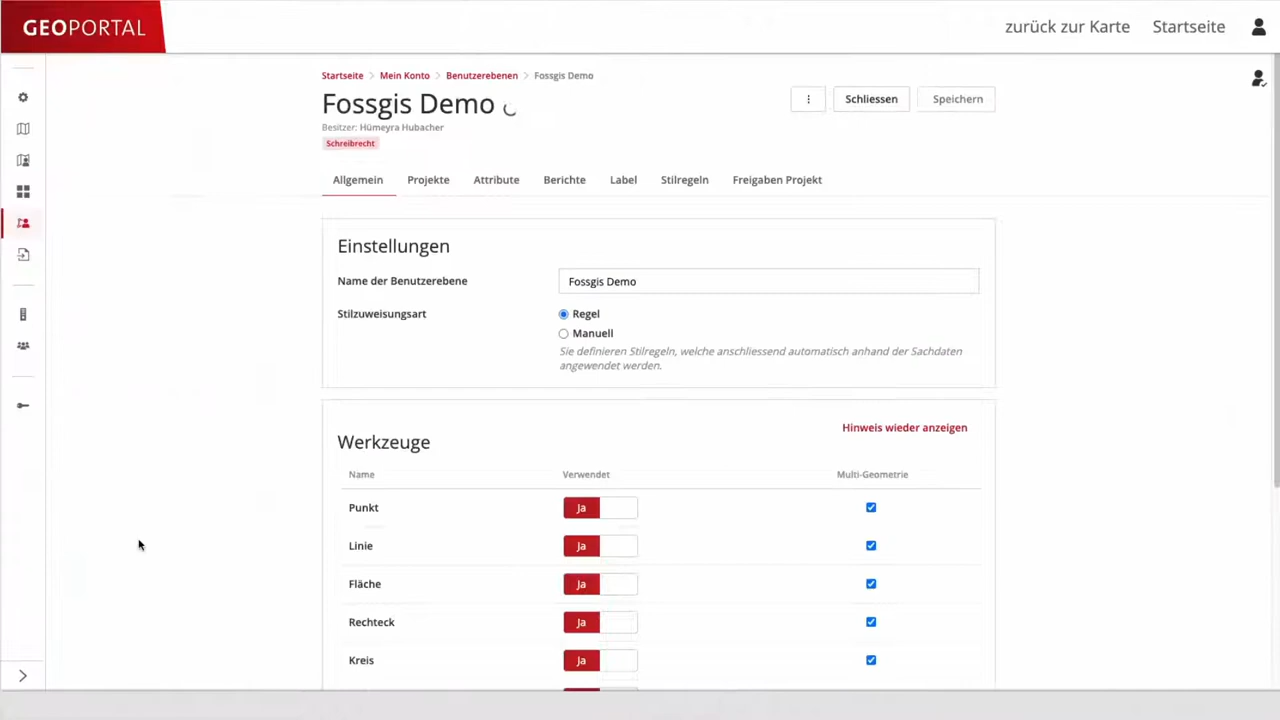 GEOPORTAL
zurück zur Karte Startseite
Startseite > Mein Konto > Benutzerebenen > Fossgis Demo
Fossgis Demo
Schliessen
Speichern
Besitzer: Hümeyra Hubacher
Schreibrecht
Allgemein Projekte Attribute Berichte Label Stilregeln Freigaben Projekt
Einstellungen
Name der Benutzerebene Fossgis Demo
Stilzuweisungsart Regel
Manuell
Sie definieren Stilregeln, welche anschliessend automatisch anhand der Sachdaten
angewendet werden.
Hinweis wieder anzeigen
Werkzeuge
Name Verwendet Multi-Geometrie
Punkt Ja
Linie Ja
Fläche Ja
Rechteck Ja
Kreis Ja